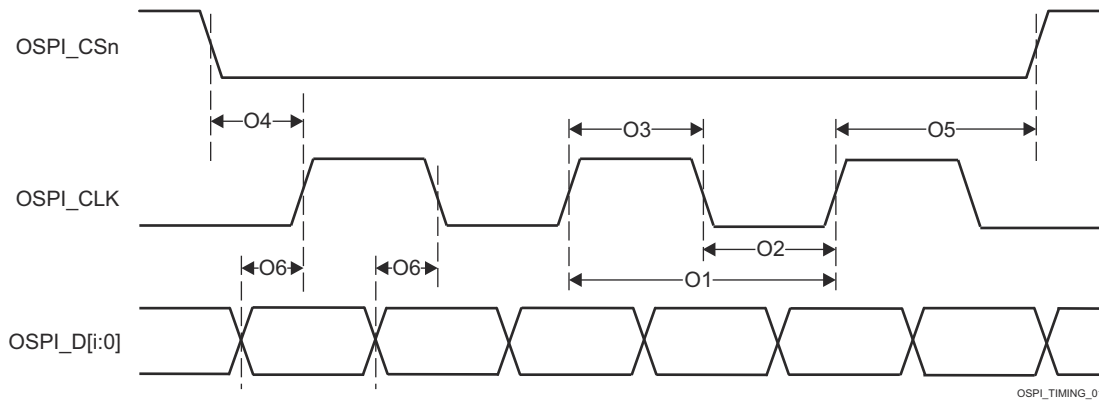 OSPI_CSn
O4
O3
O5
OSPI_CLK
O2
O6
O6
O1
OSPI_D[i:0]
OSPI_TIMING_0